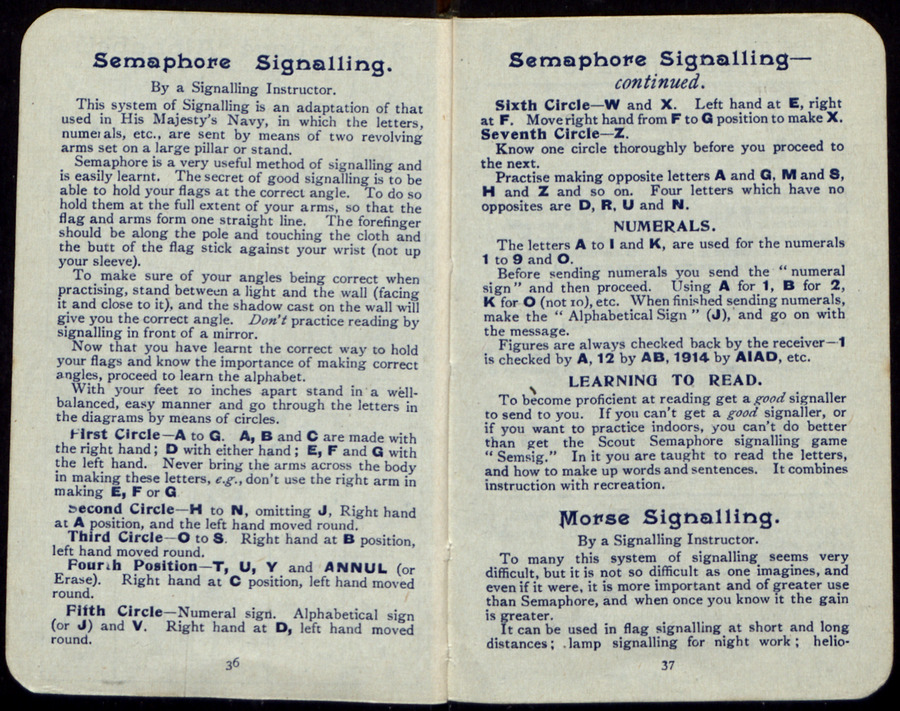 Semaphore Signalling.
By a Signalling Instructor.
This system of Signalling is an adaptation of that
used in His Majesty's Navy, in which the letters,
numerals, etc., are sent by means of two revolving
arms set on a large pillar or stand.
Semaphore is a very useful method of signalling and
is easily learnt. The secret of good signalling is to be
able to hold your flags at the correct angle. To do so
hold them at the full extent of your arms, so that the
flag and arms form one straight line. The forefinger
should be along the pole and touching the cloth and
the butt of the flag stick against your wrist (not up
your sleeve).
To make sure of your angles being correct when
practising, stand between a light and the wall (facing
it and close to it), and the shadow cast on the wall will
give you the correct angle. Don't practice reading by
signalling in front of a mirror.
Now that you have learnt the correct way to hold
your flags and know the importance of making correct
angles, proceed to learn the alphabet.
With your feet 10 inches apart stand in a well-
balanced, easy manner and go through the letters in
the diagrams by means of circles.
First Circle—A to G. A, B and C are made with
the right hand; D with either hand; E, F and G with
the left hand. Never bring the arms across the body
in making these letters, e.g., don't use the right arm in
making E, F or G
Second Circle—H to N, omitting J, Right hand
at A position, and the left hand moved round.
Third Circle—O to S. Right hand at B position,
left hand moved round.
Fourth Position—T, U, Y and ANNUL (or
Erase). Right hand at C position, left hand moved
round.
Fifth Circle—Numeral sign. Alphabetical sign
(or J) and V. Right hand at D, left hand moved
round.
36
Semaphore Signalling—
continued.
Sixth Circle—W and X. Left hand at E, right
at F. Move right hand from F to G position to make X.
Seventh Circle—Z.
Know one circle thoroughly before you proceed to
the next.
Practise making opposite letters A and G, M and S,
H and Z and so on. Four letters which have no
opposites are D, R, U and N.
NUMERALS.
The letters A to I and K, are used for the numerals
1 to 9 and O.
Before sending numerals you send the "numeral
sign" and then proceed. Using A for 1, B for 2,
K for O (not 10), etc. When finished sending numerals,
make the "Alphabetical Sign" (J), and go on with
the message.
Figures are always checked back by the receiver—1
is checked by A, 12 by AB, 1914 by AIAD, etc.
LEARNING TO READ.
To become proficient at reading get a good signaller
to send to you. If you can't get a good signaller, or
if you want to practice indoors, you can't do better
than get the Scout Semaphore signalling game
"Semsig." In it you are taught to read the letters,
and how to make up words and sentences. It combines
instruction with recreation.
Morse Signalling.
By a Signalling Instructor.
To many this system of signalling seems very
difficult, but it is not so difficult as one imagines, and
even if it were, it is more important and of greater use
than Semaphore, and when once you know it the gain
is greater.
It can be used in flag signalling at short and long
distances; lamp signalling for night work; helio-
37